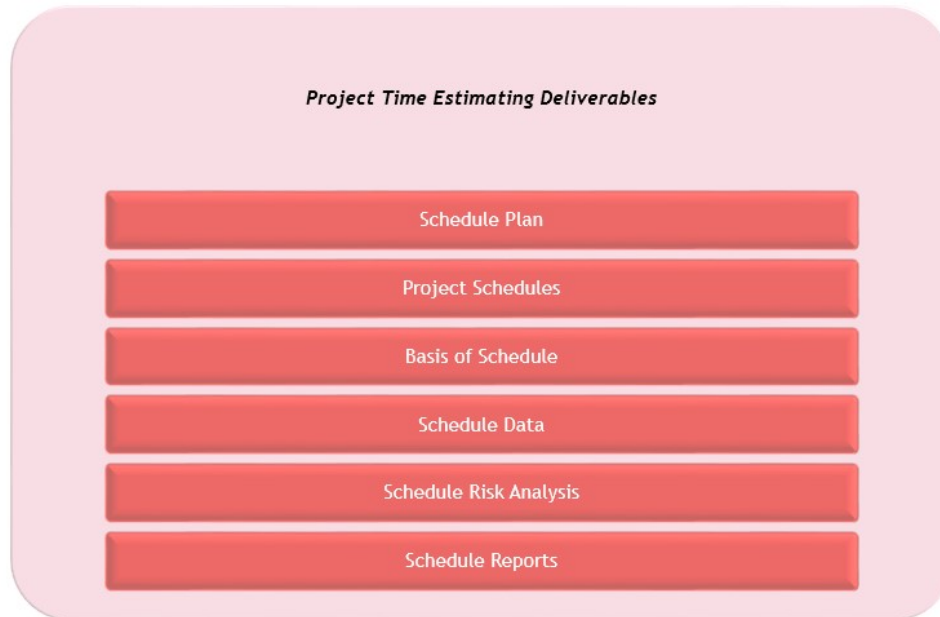 Project Time Estimating Deliverables
Schedule Plan
Project Schedules
Basis of Schedule
Schedule Data
Schedule Risk Analysis
Schedule Reports